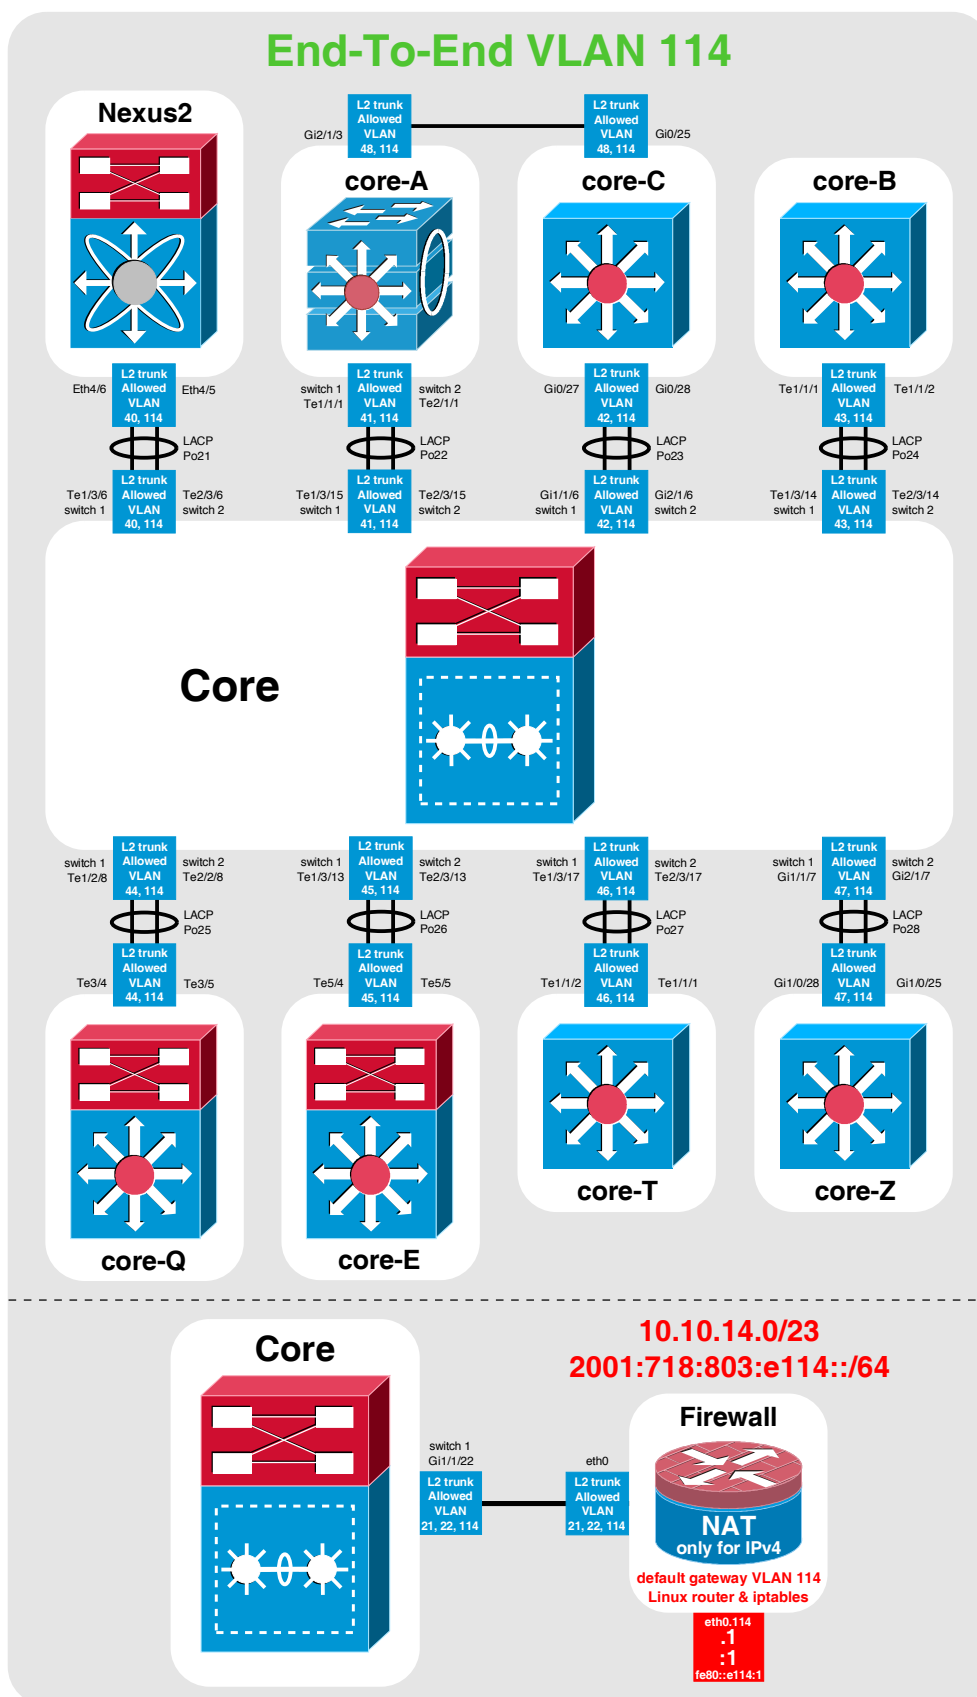 End-To-End VLAN 114
Nexus2
L2 trunk
Allowed
VLAN
48, 114
Gi2/1/3
L2 trunk
Allowed
VLAN
48, 114
Gi0/25
core-A
core-C
core-B
Eth4/6
L2 trunk
Allowed
VLAN
40, 114
Eth4/5
switch 1
Te1/1/1
L2 trunk
Allowed
VLAN
41, 114
switch 2
Te2/1/1
Gi0/27
L2 trunk
Allowed
VLAN
42, 114
Gi0/28
Te1/1/1
L2 trunk
Allowed
VLAN
43, 114
Te1/1/2
LACP
Po21
LACP
Po22
LACP
Po23
LACP
Po24
Te1/3/6
switch 1
L2 trunk
Allowed
VLAN
40, 114
Te2/3/6
switch 2
Te1/3/15
switch 1
L2 trunk
Allowed
VLAN
41, 114
Te2/3/15
switch 2
Gi1/1/6
switch 1
L2 trunk
Allowed
VLAN
42, 114
Gi2/1/6
switch 2
Te1/3/14
switch 1
L2 trunk
Allowed
VLAN
43, 114
Te2/3/14
switch 2
Core
switch 1
Te1/2/8
L2 trunk
Allowed
VLAN
44, 114
switch 2
Te2/2/8
switch 1
Te1/3/13
L2 trunk
Allowed
VLAN
45, 114
switch 2
Te2/3/13
switch 1
Te1/3/17
L2 trunk
Allowed
VLAN
46, 114
switch 2
Te2/3/17
switch 1
Gi1/1/7
L2 trunk
Allowed
VLAN
47, 114
switch 2
Gi2/1/7
LACP
Po25
LACP
Po26
LACP
Po27
LACP
Po28
Te3/4
L2 trunk
Allowed
VLAN
44, 114
Te3/5
Te5/4
L2 trunk
Allowed
VLAN
45, 114
Te5/5
Te1/1/2
L2 trunk
Allowed
VLAN
46, 114
Te1/1/1
Gi1/0/28
L2 trunk
Allowed
VLAN
47, 114
Gi1/0/25
core-Q
core-E
core-T
core-Z
Core
10.10.14.0/23
2001:718:803:e114::/64
Firewall
switch 1
Gi1/1/22
L2 trunk
Allowed
VLAN
21, 22, 114
eth0
L2 trunk
Allowed
VLAN
21, 22, 114
NAT
only for IPv4
default gateway VLAN 114
Linux router & iptables
eth0.114
.1
:1
fe80::e114:1